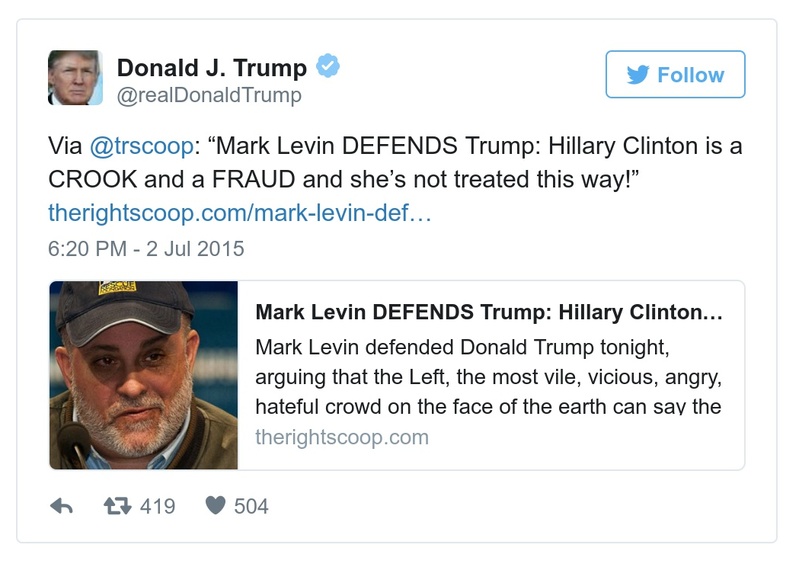 Donald J. Trump
@realDonaldTrump
Follow
Via @trscoop: “Mark Levin DEFENDS Trump: Hillary Clinton is a
CROOK and a FRAUD and she’s not treated this way!”
therightscoop.com/mark-levin-def…
6:20 PM - 2 Jul 2015
Mark Levin DEFENDS Trump: Hillary Clinton…
Mark Levin defended Donald Trump tonight,
arguing that the Left, the most vile, vicious, angry,
hateful crowd on the face of the earth can say the
therightscoop.com
419
504